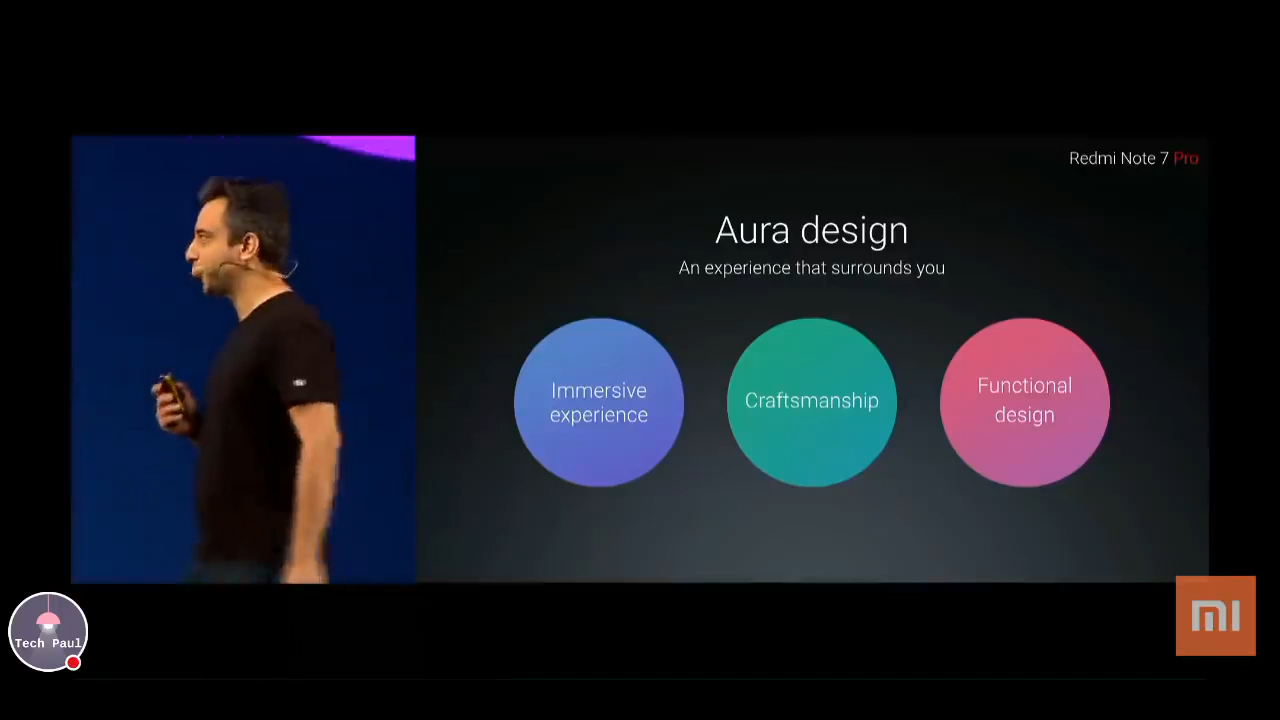 Redmi Note 7 Pro
Aura design
An experience that surrounds you
Immersive
experience
Craftsmanship
Functional
design
Tech Paul
mi